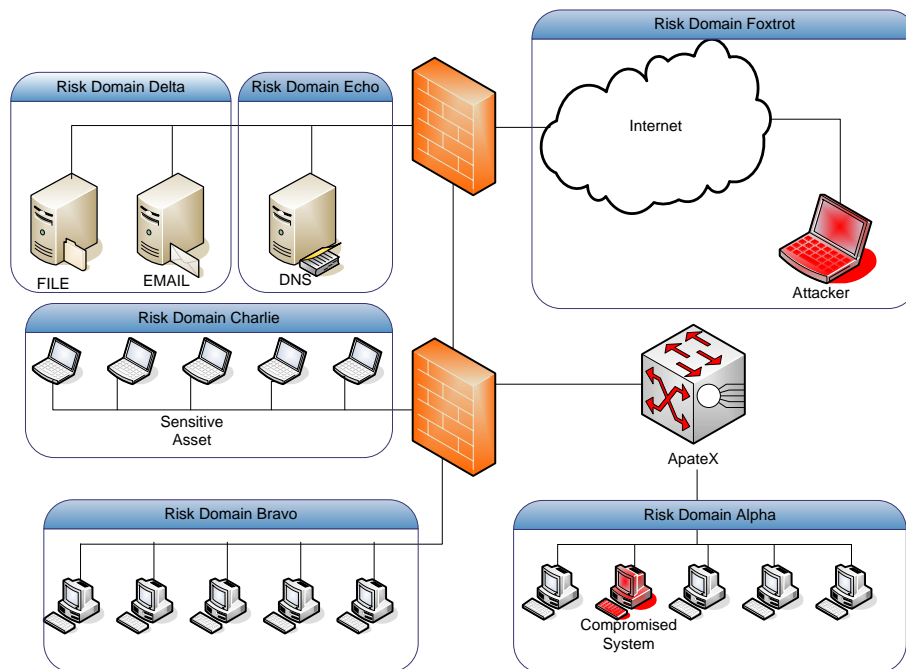 Risk Domain Foxtrot
Risk Domain Delta
Risk Domain Echo
Internet
FILE
EMAIL
DNS
Attacker
Risk Domain Charlie
Sensitive
Asset
ApateX
Risk Domain Bravo
Risk Domain Alpha
Compromised
System